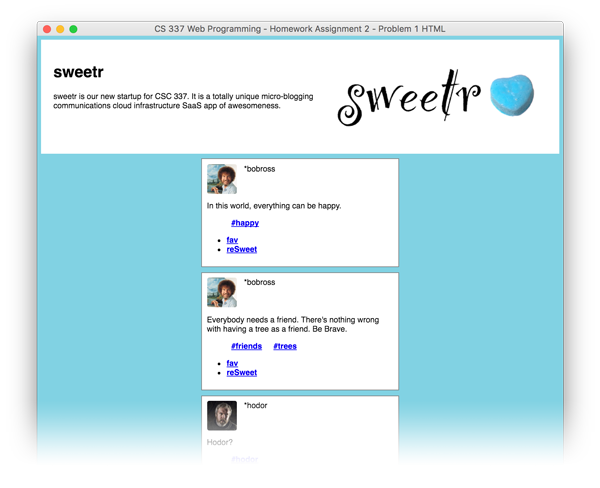 CS 337 Web Programming - Homework Assignment 2 - Problem 1 HTML
sweetr
sweetr is our new startup for CSC 337. It is a totally unique micro-blogging
communications cloud infrastructure SaaS app of awesomeness.
sweetr
*bobross
In this world, everything can be happy.
#happy
fav
reSweet
*bobross
Everybody needs a friend. There's nothing wrong
with having a tree as a friend. Be Brave.
#friends #trees
fav
reSweet
*hodor
Hodor?